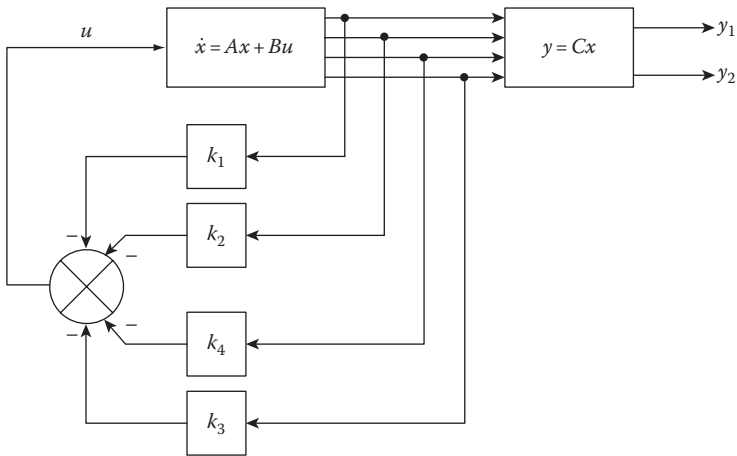 u
ẋ = Ax + Bu
y = Cx
y₁
y₂
k₁
–
k₂
–
–
k₄
–
k₃